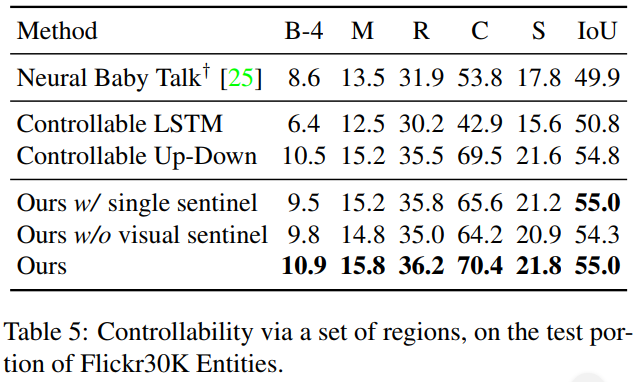 Method B-4 M R C S IoU
Neural Baby Talk† [25] 8.6 13.5 31.9 53.8 17.8 49.9
Controllable LSTM 6.4 12.5 30.2 42.9 15.6 50.8
Controllable Up-Down 10.5 15.2 35.5 69.5 21.6 54.8
Ours w/ single sentinel 9.5 15.2 35.8 65.6 21.2 55.0
Ours w/o visual sentinel 9.8 14.8 35.0 64.2 20.9 54.3
Ours 10.9 15.8 36.2 70.4 21.8 55.0
Table 5: Controllability via a set of regions, on the test por-
tion of Flickr30K Entities.